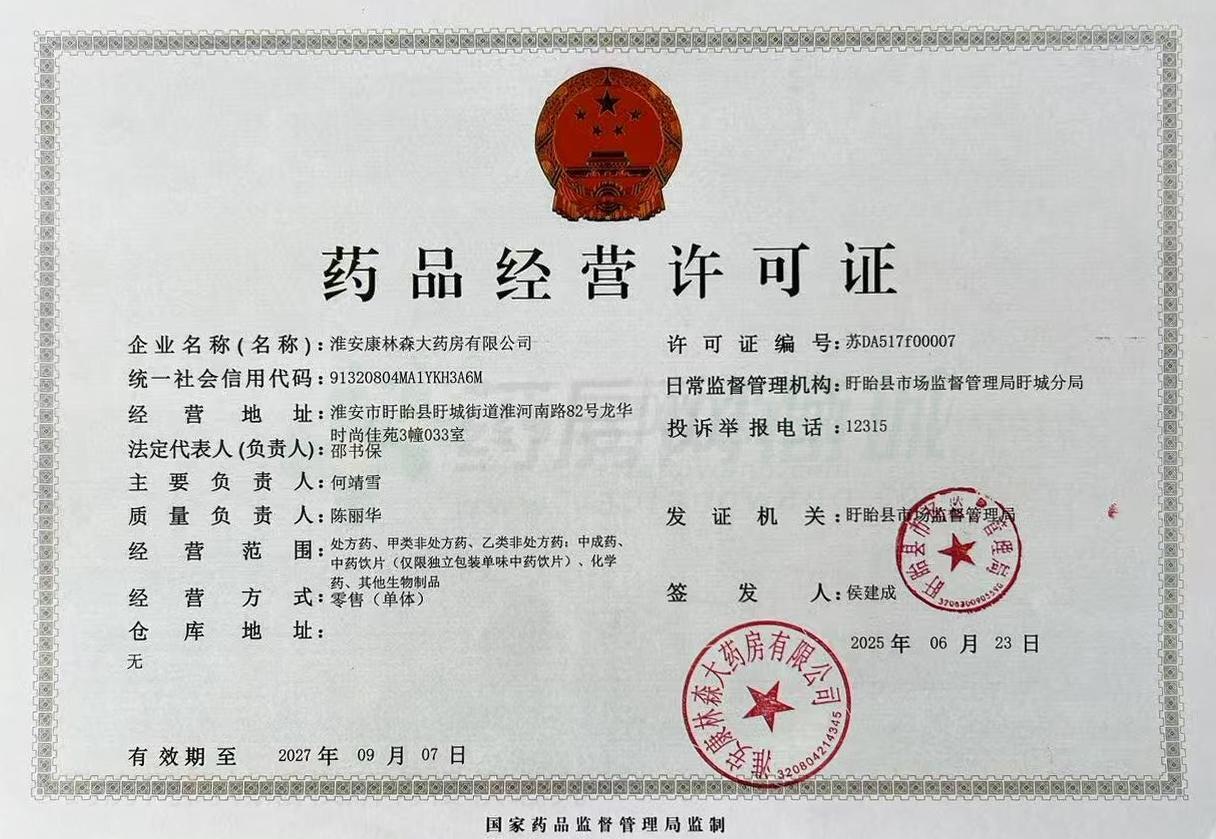 药品经营许可证
企业名称(名称):淮安康林森大药房有限公司
统一社会信用代码:91320804MA1YKH3A6M
经营地址:淮安市盱眙县盱城街道淮河南路82号龙华
时尚佳苑3幢033室
法定代表人(负责人):邵书保
主要负责人:何靖雪
质量负责人:陈丽华
经营范围:处方药、甲类非处方药、乙类非处方药;中成药、
中药饮片(仅限独立包装单味中药饮片)、化学
药、其他生物制品
经营方式:零售(单体)
仓库地址:
无
有效期至 2027年 09月 07日
许可证编号:苏DA517f00007
日常监督管理机构:盱眙县市场监督管理局盱城分局
投诉举报电话:12315
发证机关:盱眙县市场监督管理局
签发人:侯建成
2025年 06月 23日
淮安康林森大药房有限公司
320804214345
国家药品监督管理局监制